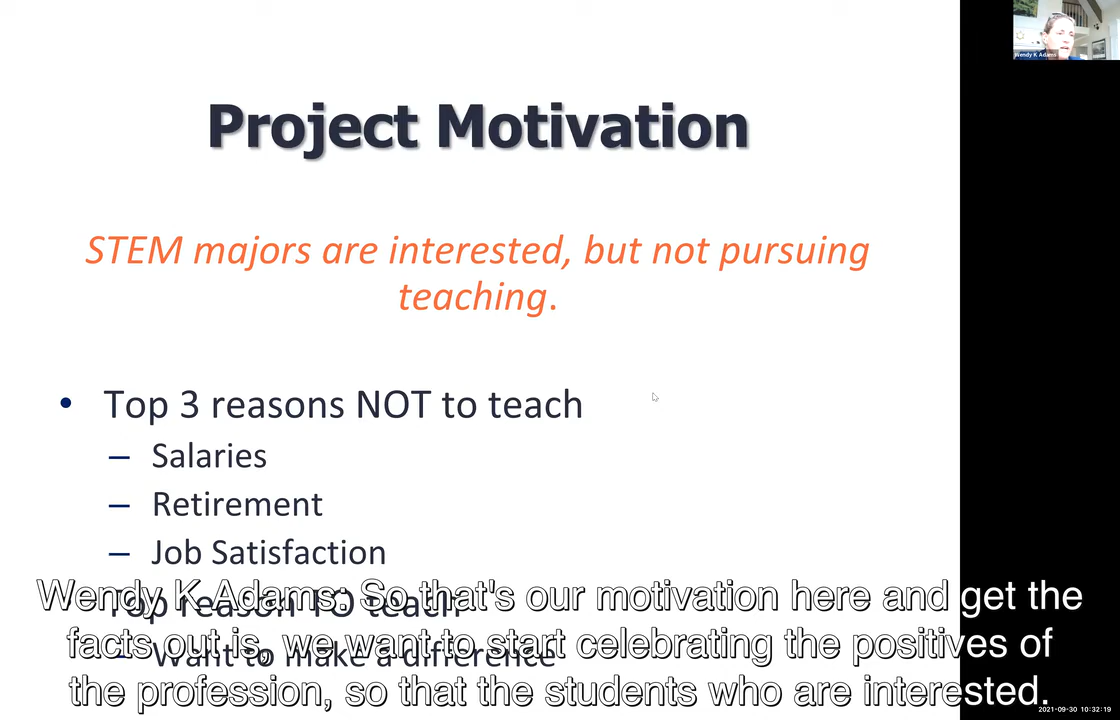 Wendy K Adams
Project Motivation
STEM majors are interested, but not pursuing
teaching.
• Top 3 reasons NOT to teach
– Salaries
– Retirement
– Job Satisfaction
Top reason TO teach
– Want to make a difference
Wendy K Adams: So that's our motivation here and get the
facts out is, we want to start celebrating the positives of
the profession, so that the students who are interested.
2021-09-30 10:32:19